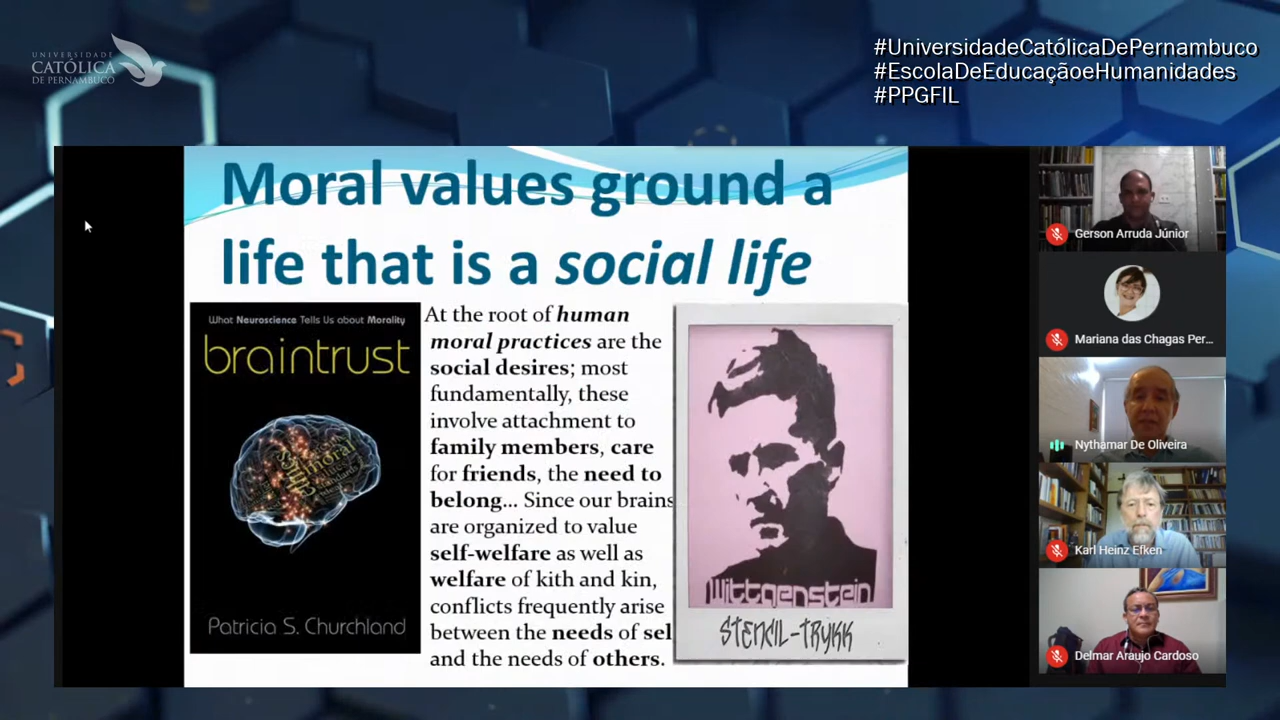 UNIVERSIDADE
CATÓLICA
DE PERNAMBUCO
#UniversidadeCatólicaDePernambuco
#EscolaDeEducaçãoeHumanidades
#PPGFIL
Moral values ground a
life that is a social life
What Neuroscience Tells Us about Morality
braintrust
moral
Patricia S. Churchland
At the root of human
moral practices are the
social desires; most
fundamentally, these
involve attachment to
family members, care
for friends, the need to
belong... Since our brains
are organized to value
self-welfare as well as
welfare of kith and kin,
conflicts frequently arise
between the needs of sel
and the needs of others.
Wittgenstein
STENCIL-TRYKK
Gerson Arruda Júnior
Mariana das Chagas Per...
Nythamar De Oliveira
Karl Heinz Efken
Delmar Araujo Cardoso